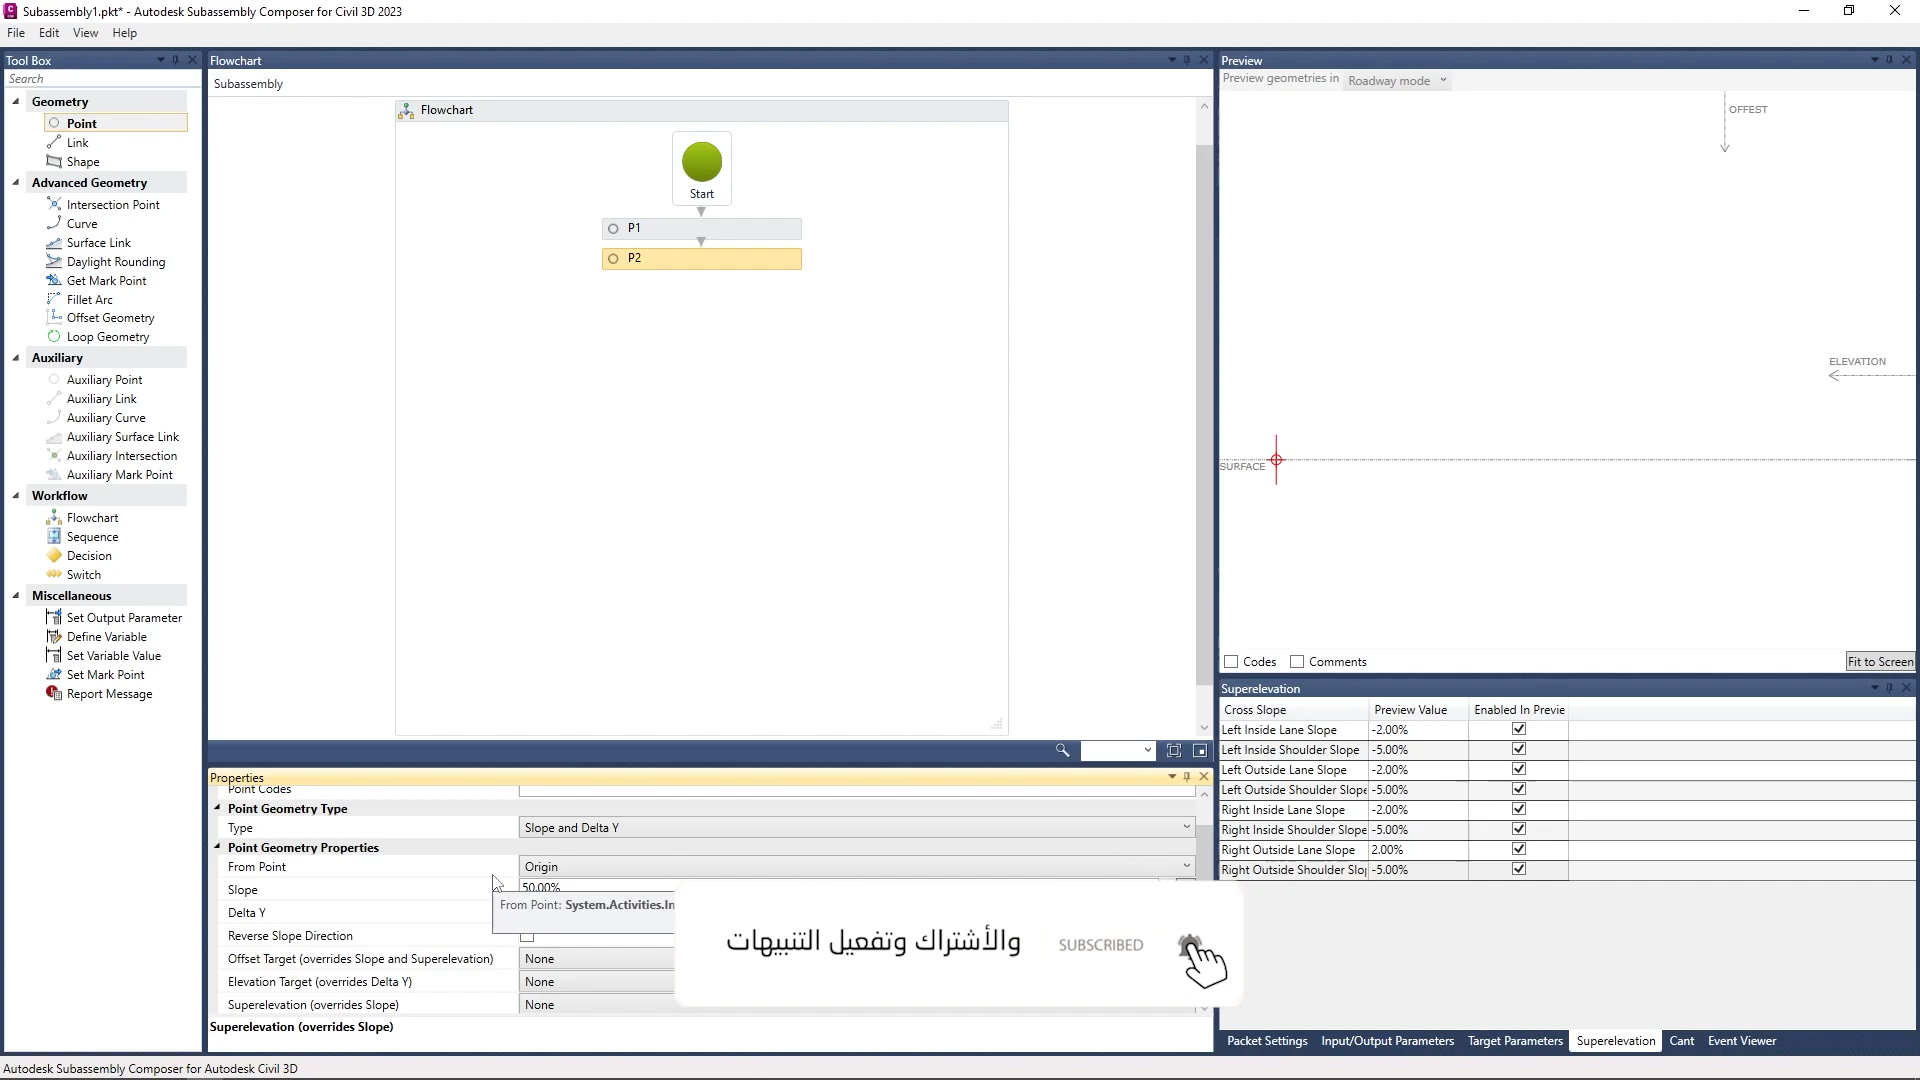 Subassembly1.pkt* - Autodesk Subassembly Composer for Civil 3D 2023
File Edit View Help
Tool Box
Search
Geometry
Point
Link
Shape
Advanced Geometry
Intersection Point
Curve
Surface Link
Daylight Rounding
Get Mark Point
Fillet Arc
Offset Geometry
Loop Geometry
Auxiliary
Auxiliary Point
Auxiliary Link
Auxiliary Curve
Auxiliary Surface Link
Auxiliary Intersection
Auxiliary Mark Point
Workflow
Flowchart
Sequence
Decision
Switch
Miscellaneous
Set Output Parameter
Define Variable
Set Variable Value
Set Mark Point
Report Message
Flowchart
Subassembly
Flowchart
Start
P1
P2
Properties
Point Codes
Point Geometry Type
Type Slope and Delta Y
Point Geometry Properties
From Point Origin
Slope 50.00%
From Point: System.Activities.In
Delta Y
Reverse Slope Direction
Offset Target (overrides Slope and Superelevation) None
Elevation Target (overrides Delta Y) None
Superelevation (overrides Slope) None
Superelevation (overrides Slope)
والأشتراك وتفعيل التنبيهات
SUBSCRIBED
Preview
Preview geometries in Roadway mode
OFFEST
ELEVATION
SURFACE
Codes Comments Fit to Screen
Superelevation
Cross Slope Preview Value Enabled In Previe
Left Inside Lane Slope -2.00%
Left Inside Shoulder Slope -5.00%
Left Outside Lane Slope -2.00%
Left Outside Shoulder Slope -5.00%
Right Inside Lane Slope -2.00%
Right Inside Shoulder Slope -5.00%
Right Outside Lane Slope 2.00%
Right Outside Shoulder Slo -5.00%
Packet Settings Input/Output Parameters Target Parameters Superelevation Cant Event Viewer
Autodesk Subassembly Composer for Autodesk Civil 3D